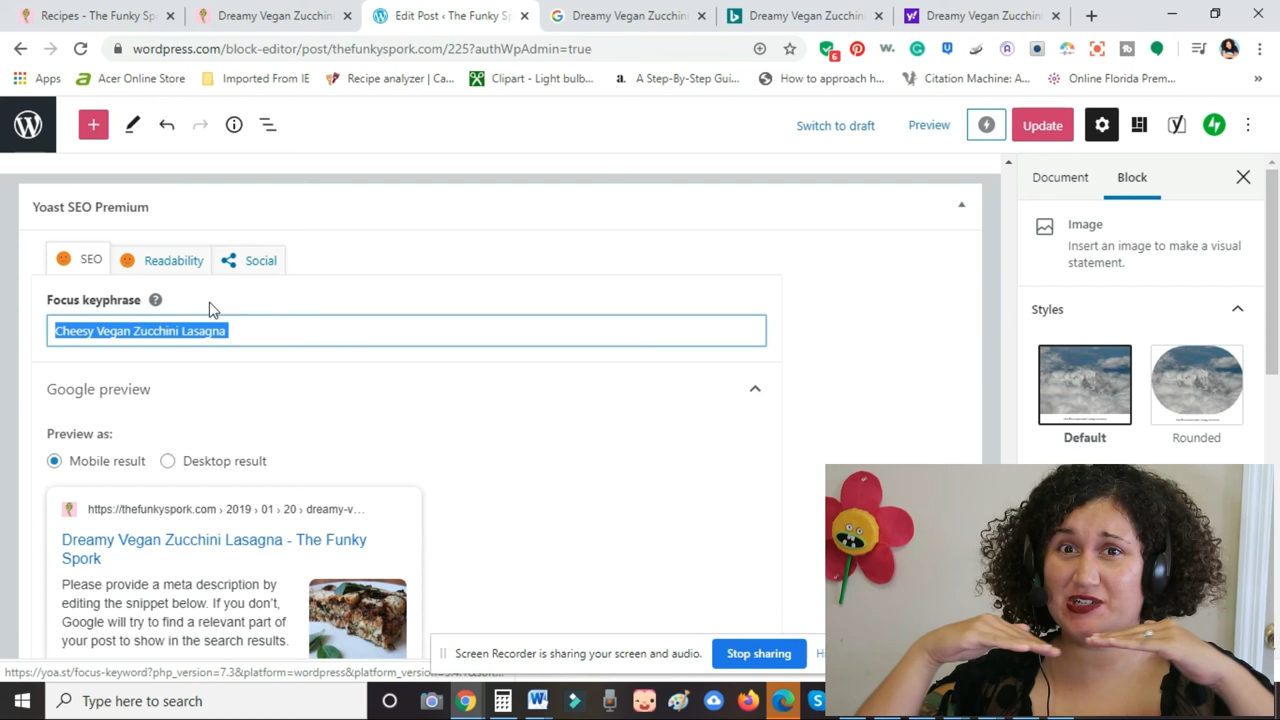 Recipes - The Funky Sp
Dreamy Vegan Zucchini
Edit Post ‹ The Funky S
Dreamy Vegan Zucchini
Dreamy Vegan Zucchini
Dreamy Vegan Zucchini
wordpress.com/block-editor/post/thefunkyspork.com/225?authWpAdmin=true
6
Apps
Acer Online Store
Imported From IE
Recipe analyzer | Ca...
Clipart - Light bulb...
A Step-By-Step Gui...
How to approach h...
Citation Machine: A...
Online Florida Prem...
Switch to draft
Preview
Update
Yoast SEO Premium
SEO
Readability
Social
Focus keyphrase
Cheesy Vegan Zucchini Lasagna
Google preview
Preview as:
Mobile result
Desktop result
https://thefunkyspork.com › 2019 › 01 › 20 › dreamy-v...
Dreamy Vegan Zucchini Lasagna - The Funky
Spork
Please provide a meta description by
editing the snippet below. If you don't,
Google will try to find a relevant part of
your post to show in the search results.
Document
Block
Image
Insert an image to make a visual
statement.
Styles
Default
Rounded
Screen Recorder is sharing your screen and audio.
Stop sharing
https://yoa.st/focus-keyword?php_version=7.3&platform=wordpress&platform_version=5.4.1&soft...
Type here to search